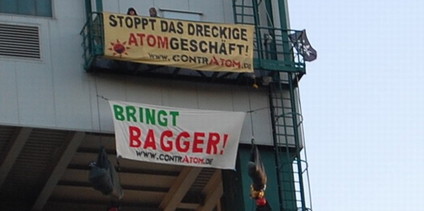 STOPPT DAS DRECKIGE
ATOMGESCHÄFT!
www.contrAtom.de
BRINGT
BAGGER!
www.contrAtom.de